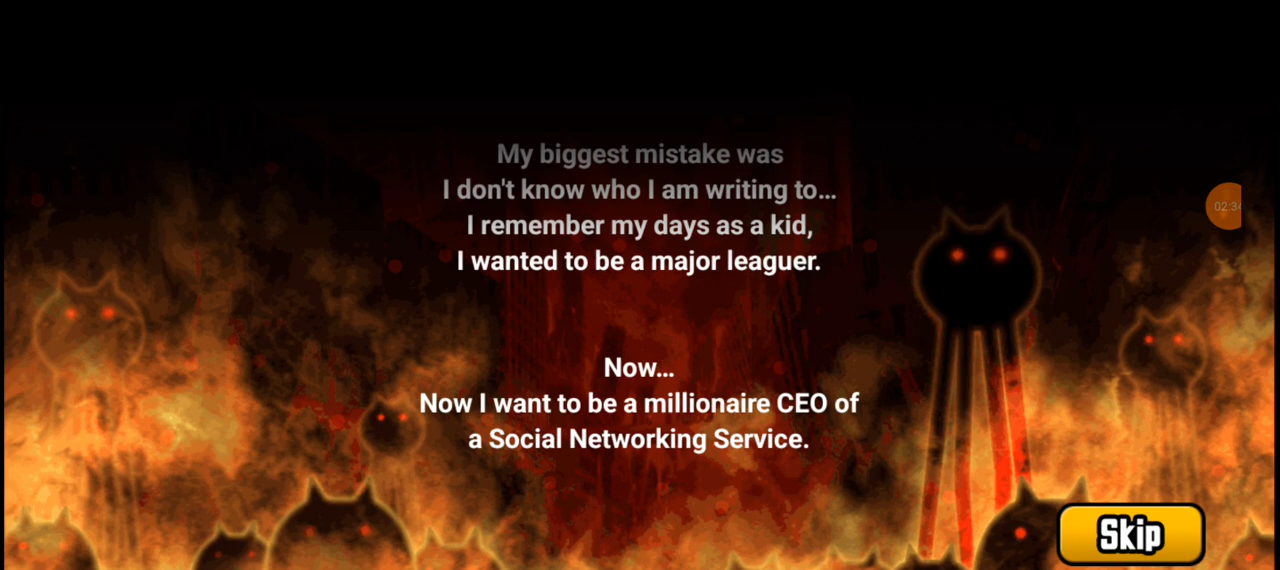 My biggest mistake was
I don't know who I am writing to...
I remember my days as a kid,
I wanted to be a major leaguer.
Now...
Now I want to be a millionaire CEO of
a Social Networking Service.
Skip